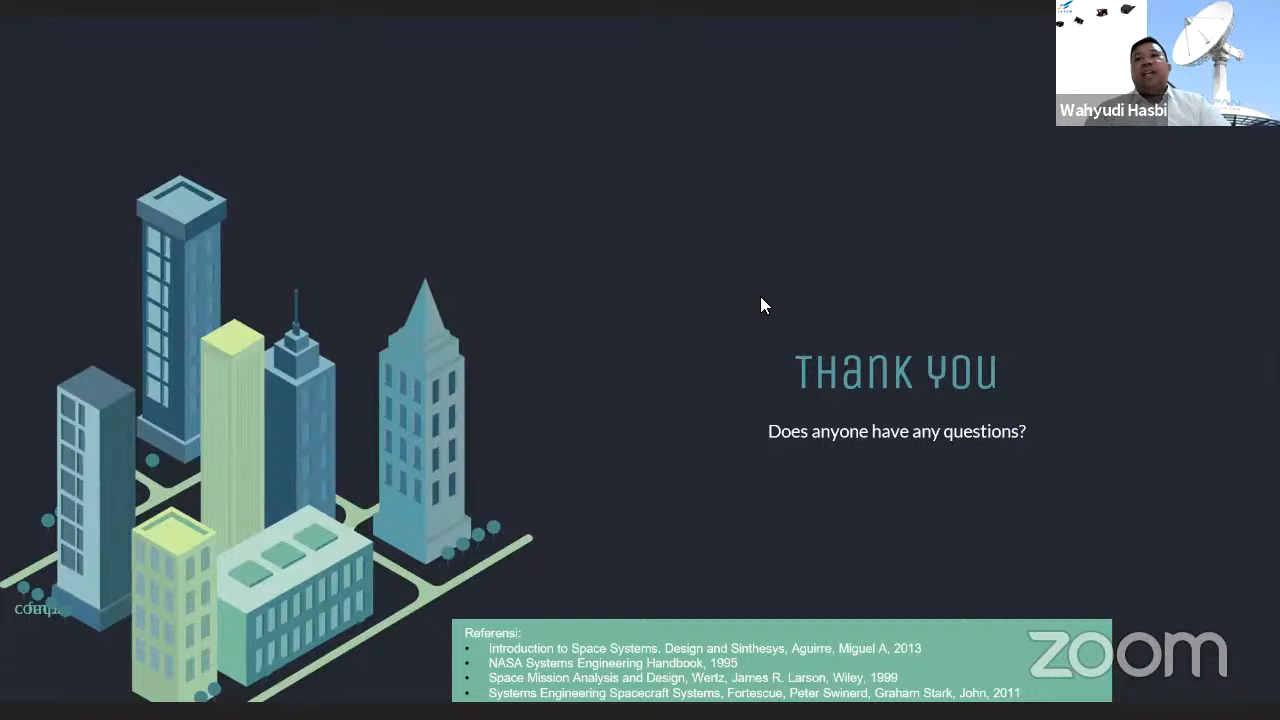 Wahyudi Hasbi
THANK YOU
Does anyone have any questions?
Referensi:
• Introduction to Space Systems. Design and Sinthesys, Aguirre, Miguel A, 2013
• NASA Systems Engineering Handbook, 1995
• Space Mission Analysis and Design, Wertz, James R. Larson, Wiley, 1999
• Systems Engineering Spacecraft Systems, Fortescue, Peter Swinerd, Graham Stark, John, 2011
zoom